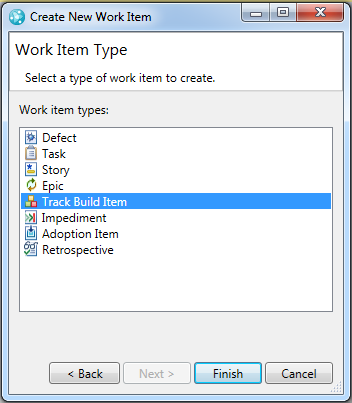 Create New Work Item
Work Item Type
Select a type of work item to create.
Work item types:
Defect
Task
Story
Epic
Track Build Item
Impediment
Adoption Item
Retrospective
< Back Next > Finish Cancel